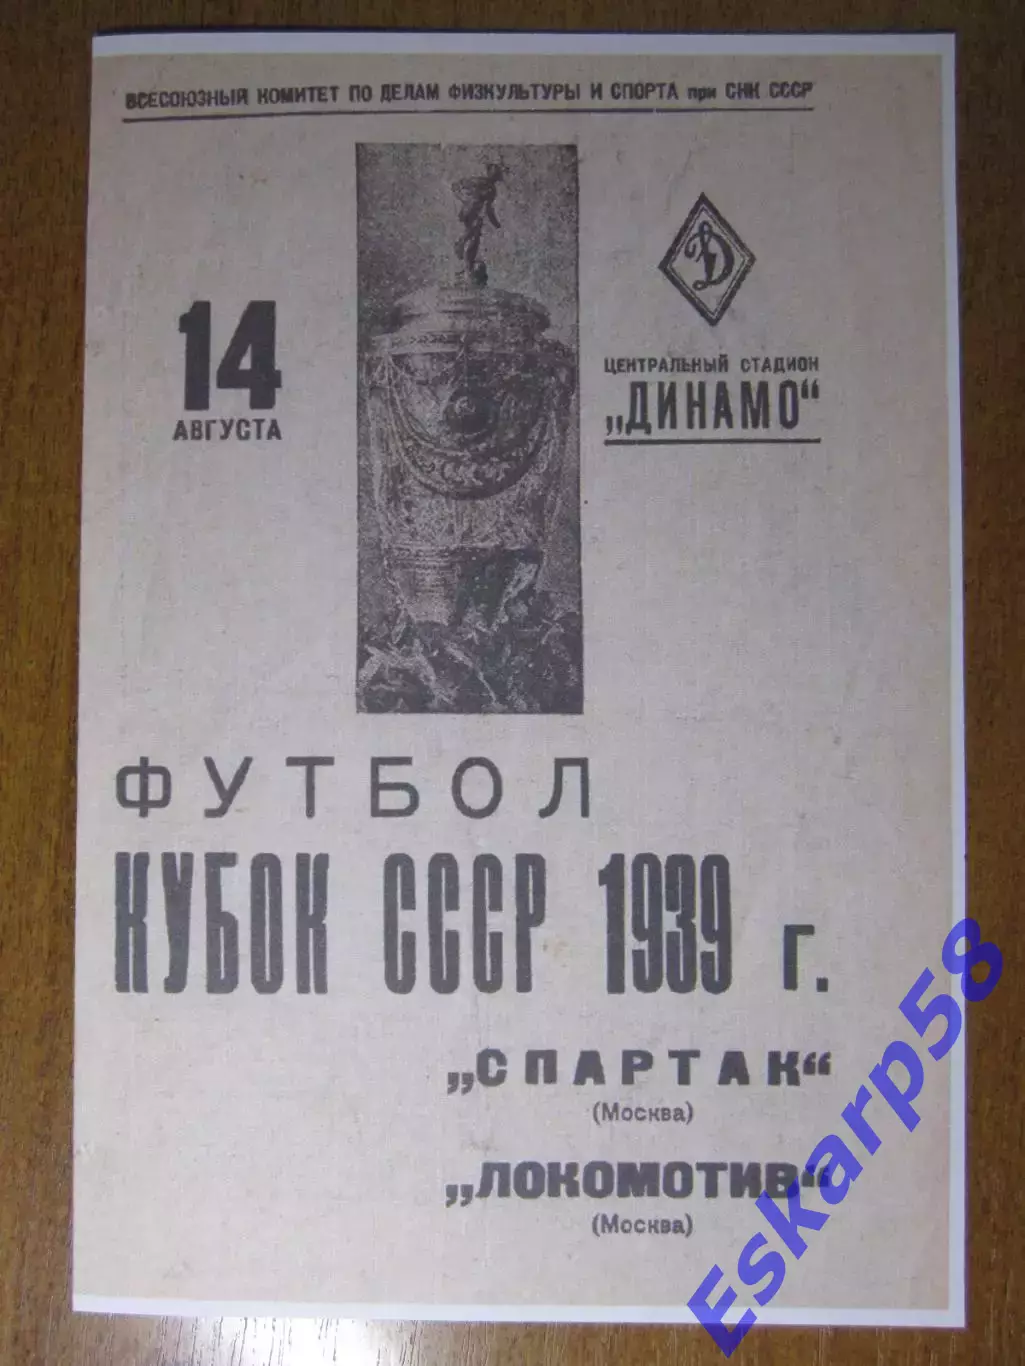 ВСЕСОЮЗНЫЙ КОМИТЕТ ПО ДЕЛАМ ФИЗКУЛЬТУРЫ И СПОРТА при СНК СССР
14
АВГУСТА
Д
ЦЕНТРАЛЬНЫЙ СТАДИОН
„ДИНАМО“
ФУТБОЛ
КУБОК СССР 1939 г.
„СПАРТАК“
(Москва)
„ЛОКОМОТИВ“
(Москва)
Eskarp58